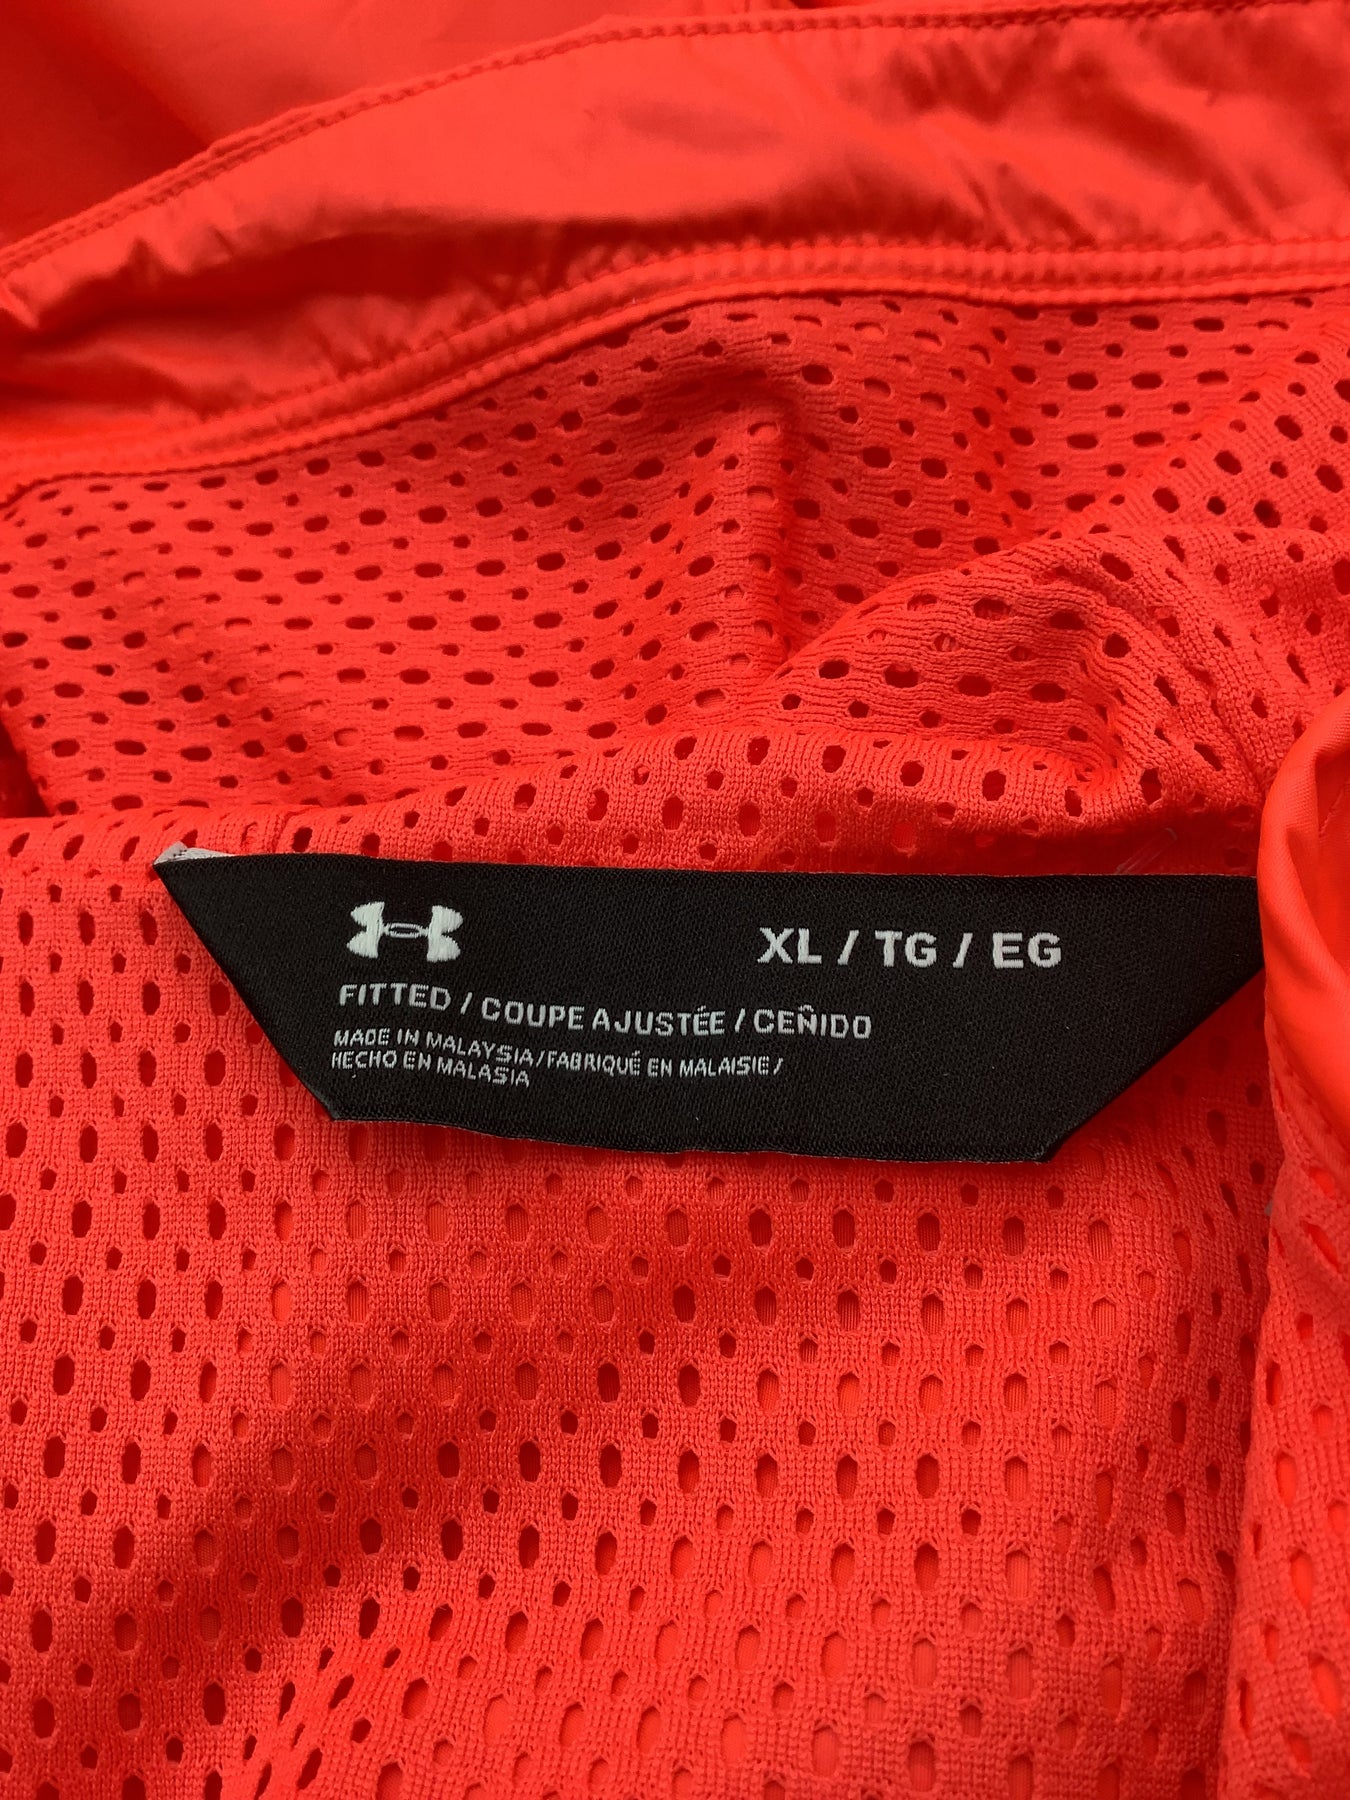 XL / TG / EG
FITTED / COUPE AJUSTÉE / CEÑIDO
MADE IN MALAYSIA / FABRIQUÉ EN MALAISIE /
HECHO EN MALASIA